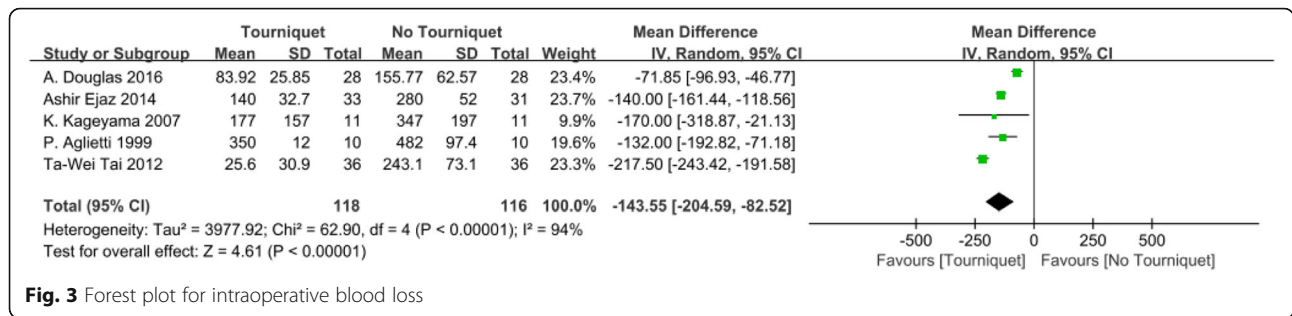 Tourniquet No Tourniquet Mean Difference Mean Difference
Study or Subgroup Mean SD Total Mean SD Total Weight IV, Random, 95% CI IV, Random, 95% CI
A. Douglas 2016 83.92 25.85 28 155.77 62.57 28 23.4% -71.85 [-96.93, -46.77]
Ashir Ejaz 2014 140 32.7 33 280 52 31 23.7% -140.00 [-161.44, -118.56]
K. Kageyama 2007 177 157 11 347 197 11 9.9% -170.00 [-318.87, -21.13]
P. Aglietti 1999 350 12 10 482 97.4 10 19.6% -132.00 [-192.82, -71.18]
Ta-Wei Tai 2012 25.6 30.9 36 243.1 73.1 36 23.3% -217.50 [-243.42, -191.58]
Total (95% CI) 118 116 100.0% -143.55 [-204.59, -82.52]
Heterogeneity: Tau² = 3977.92; Chi² = 62.90, df = 4 (P < 0.00001); I² = 94%
Test for overall effect: Z = 4.61 (P < 0.00001)
-500 -250 0 250 500
Favours [Tourniquet] Favours [No Tourniquet]
Fig. 3 Forest plot for intraoperative blood loss